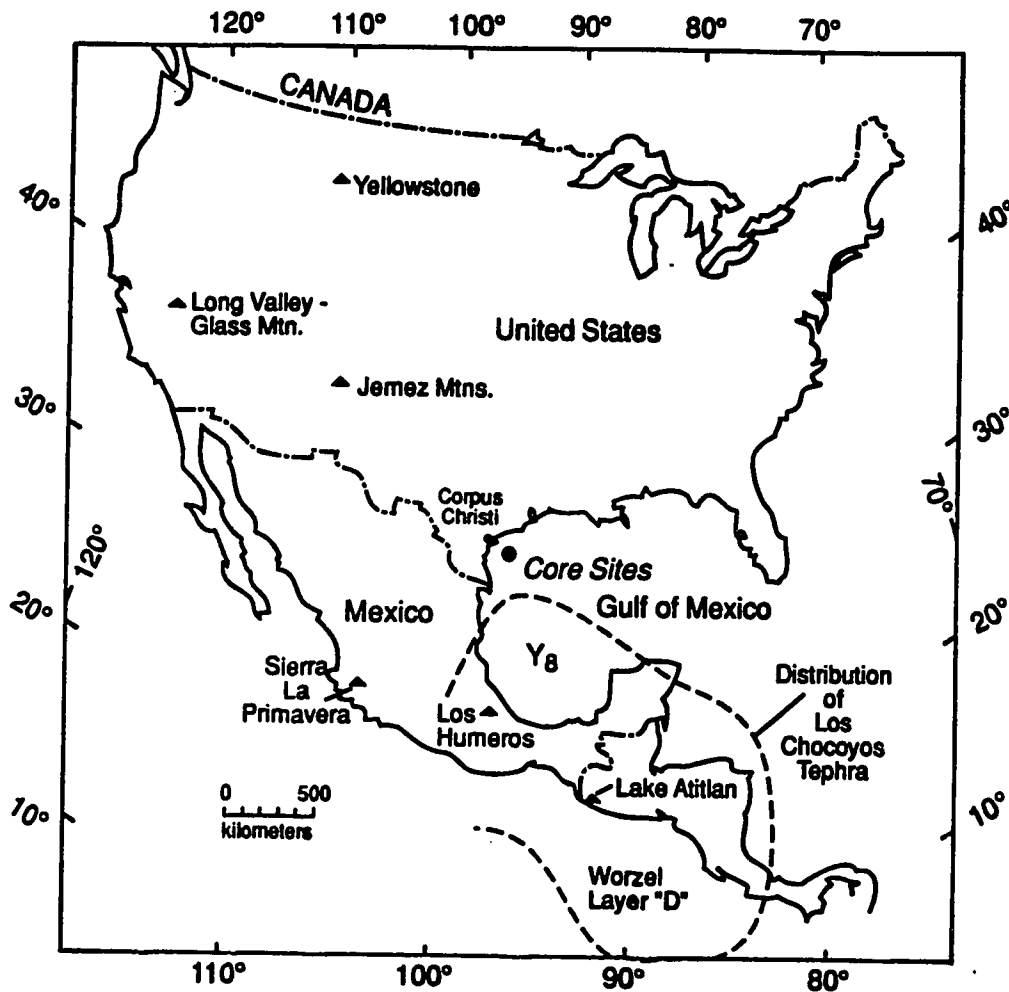 120° 110° 100° 90° 80° 70°
CANADA
Yellowstone
40° 40°
Long Valley -
Glass Mtn.
United States
Jemez Mtns.
30° 30°
Corpus
Christi
70°
Core Sites
120°
Mexico
Gulf of Mexico
20° 20°
Y8
Sierra
La
Primavera
Los
Humeros
Distribution
of
Los
Chocoyos
Tephra
Lake Atitlan
0 500
kilometers
10° 10°
Worzel
Layer "D"
110° 100° 90° 80°